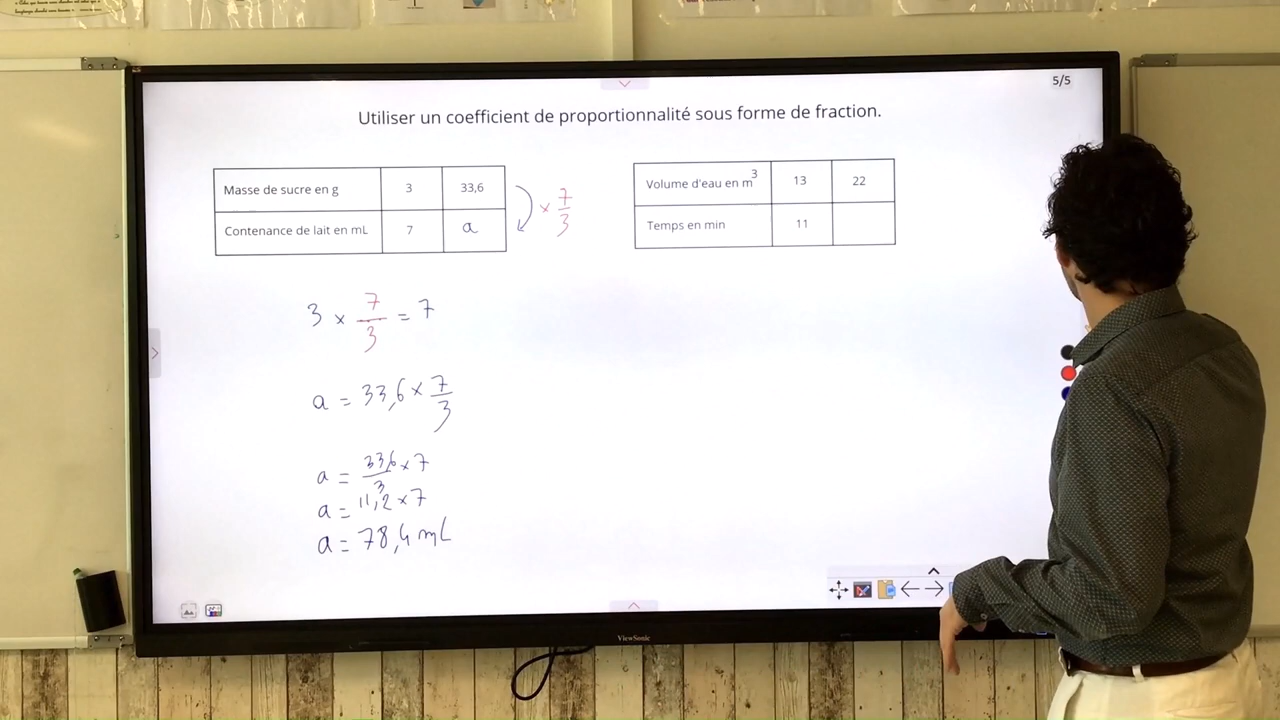 5/5
Utiliser un coefficient de proportionnalité sous forme de fraction.
Masse de sucre en g 3 33,6
Contenance de lait en mL 7 a
× 7/3
Volume d'eau en m³ 13 22
Temps en min 11
3 × 7/3 = 7
a = 33,6 × 7/3
a = 33,6/3 × 7
a = 11,2 × 7
a = 78,4 mL
ViewSonic